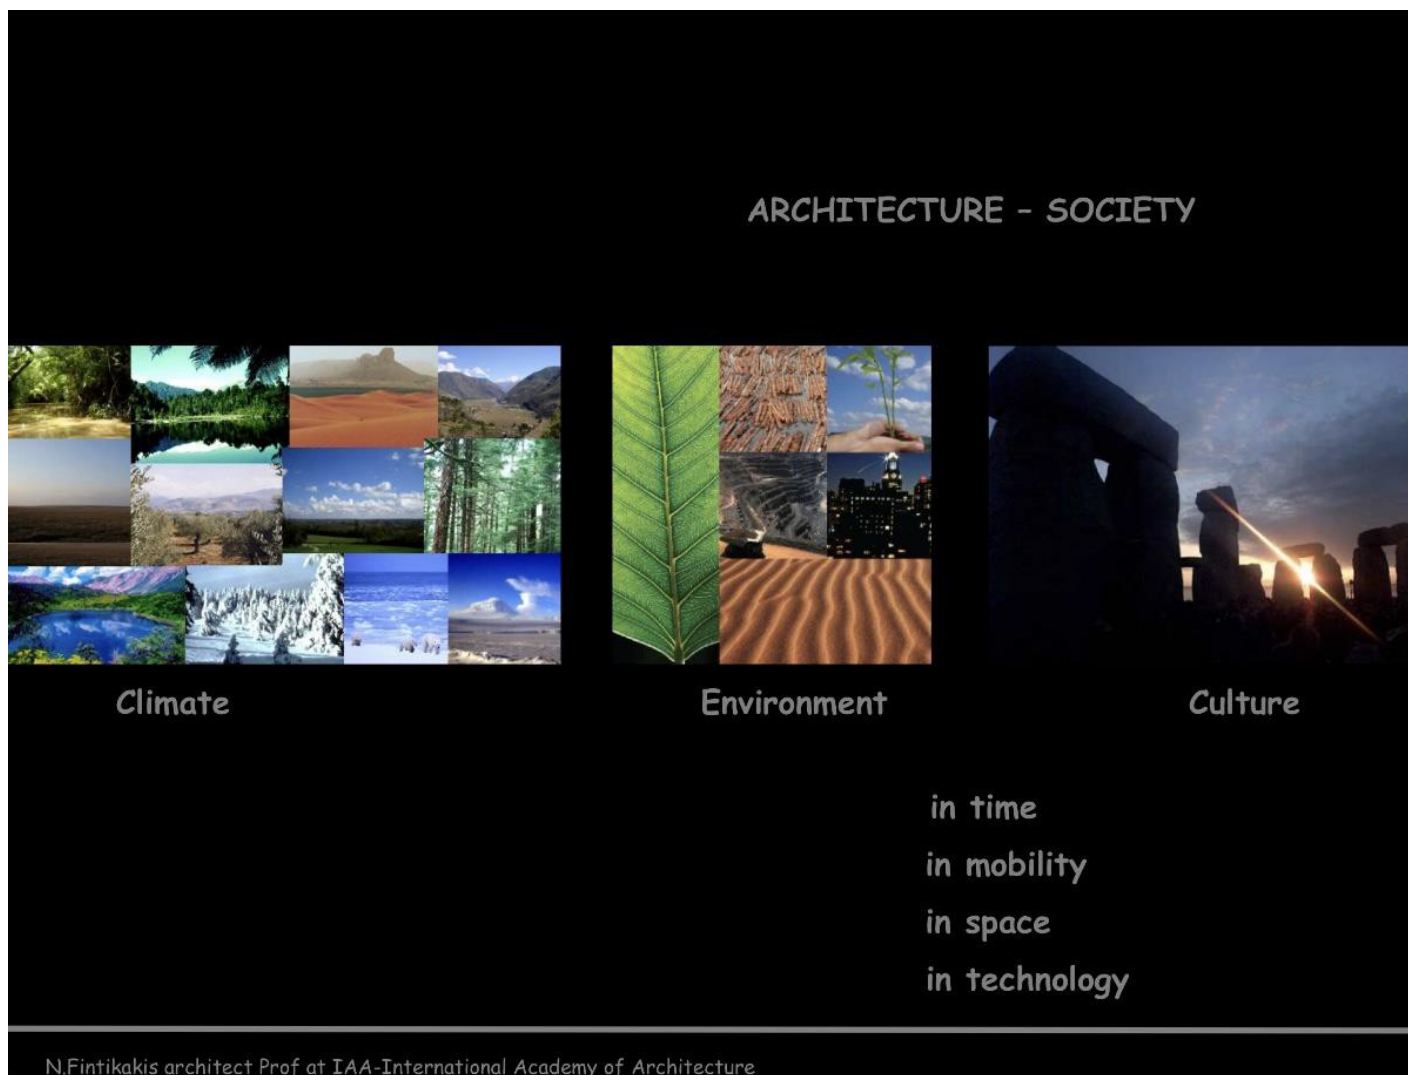 ARCHITECTURE – SOCIETY
Climate
Environment
Culture
in time
in mobility
in space
in technology
N.Fintikakis architect Prof at IAA-International Academy of Architecture